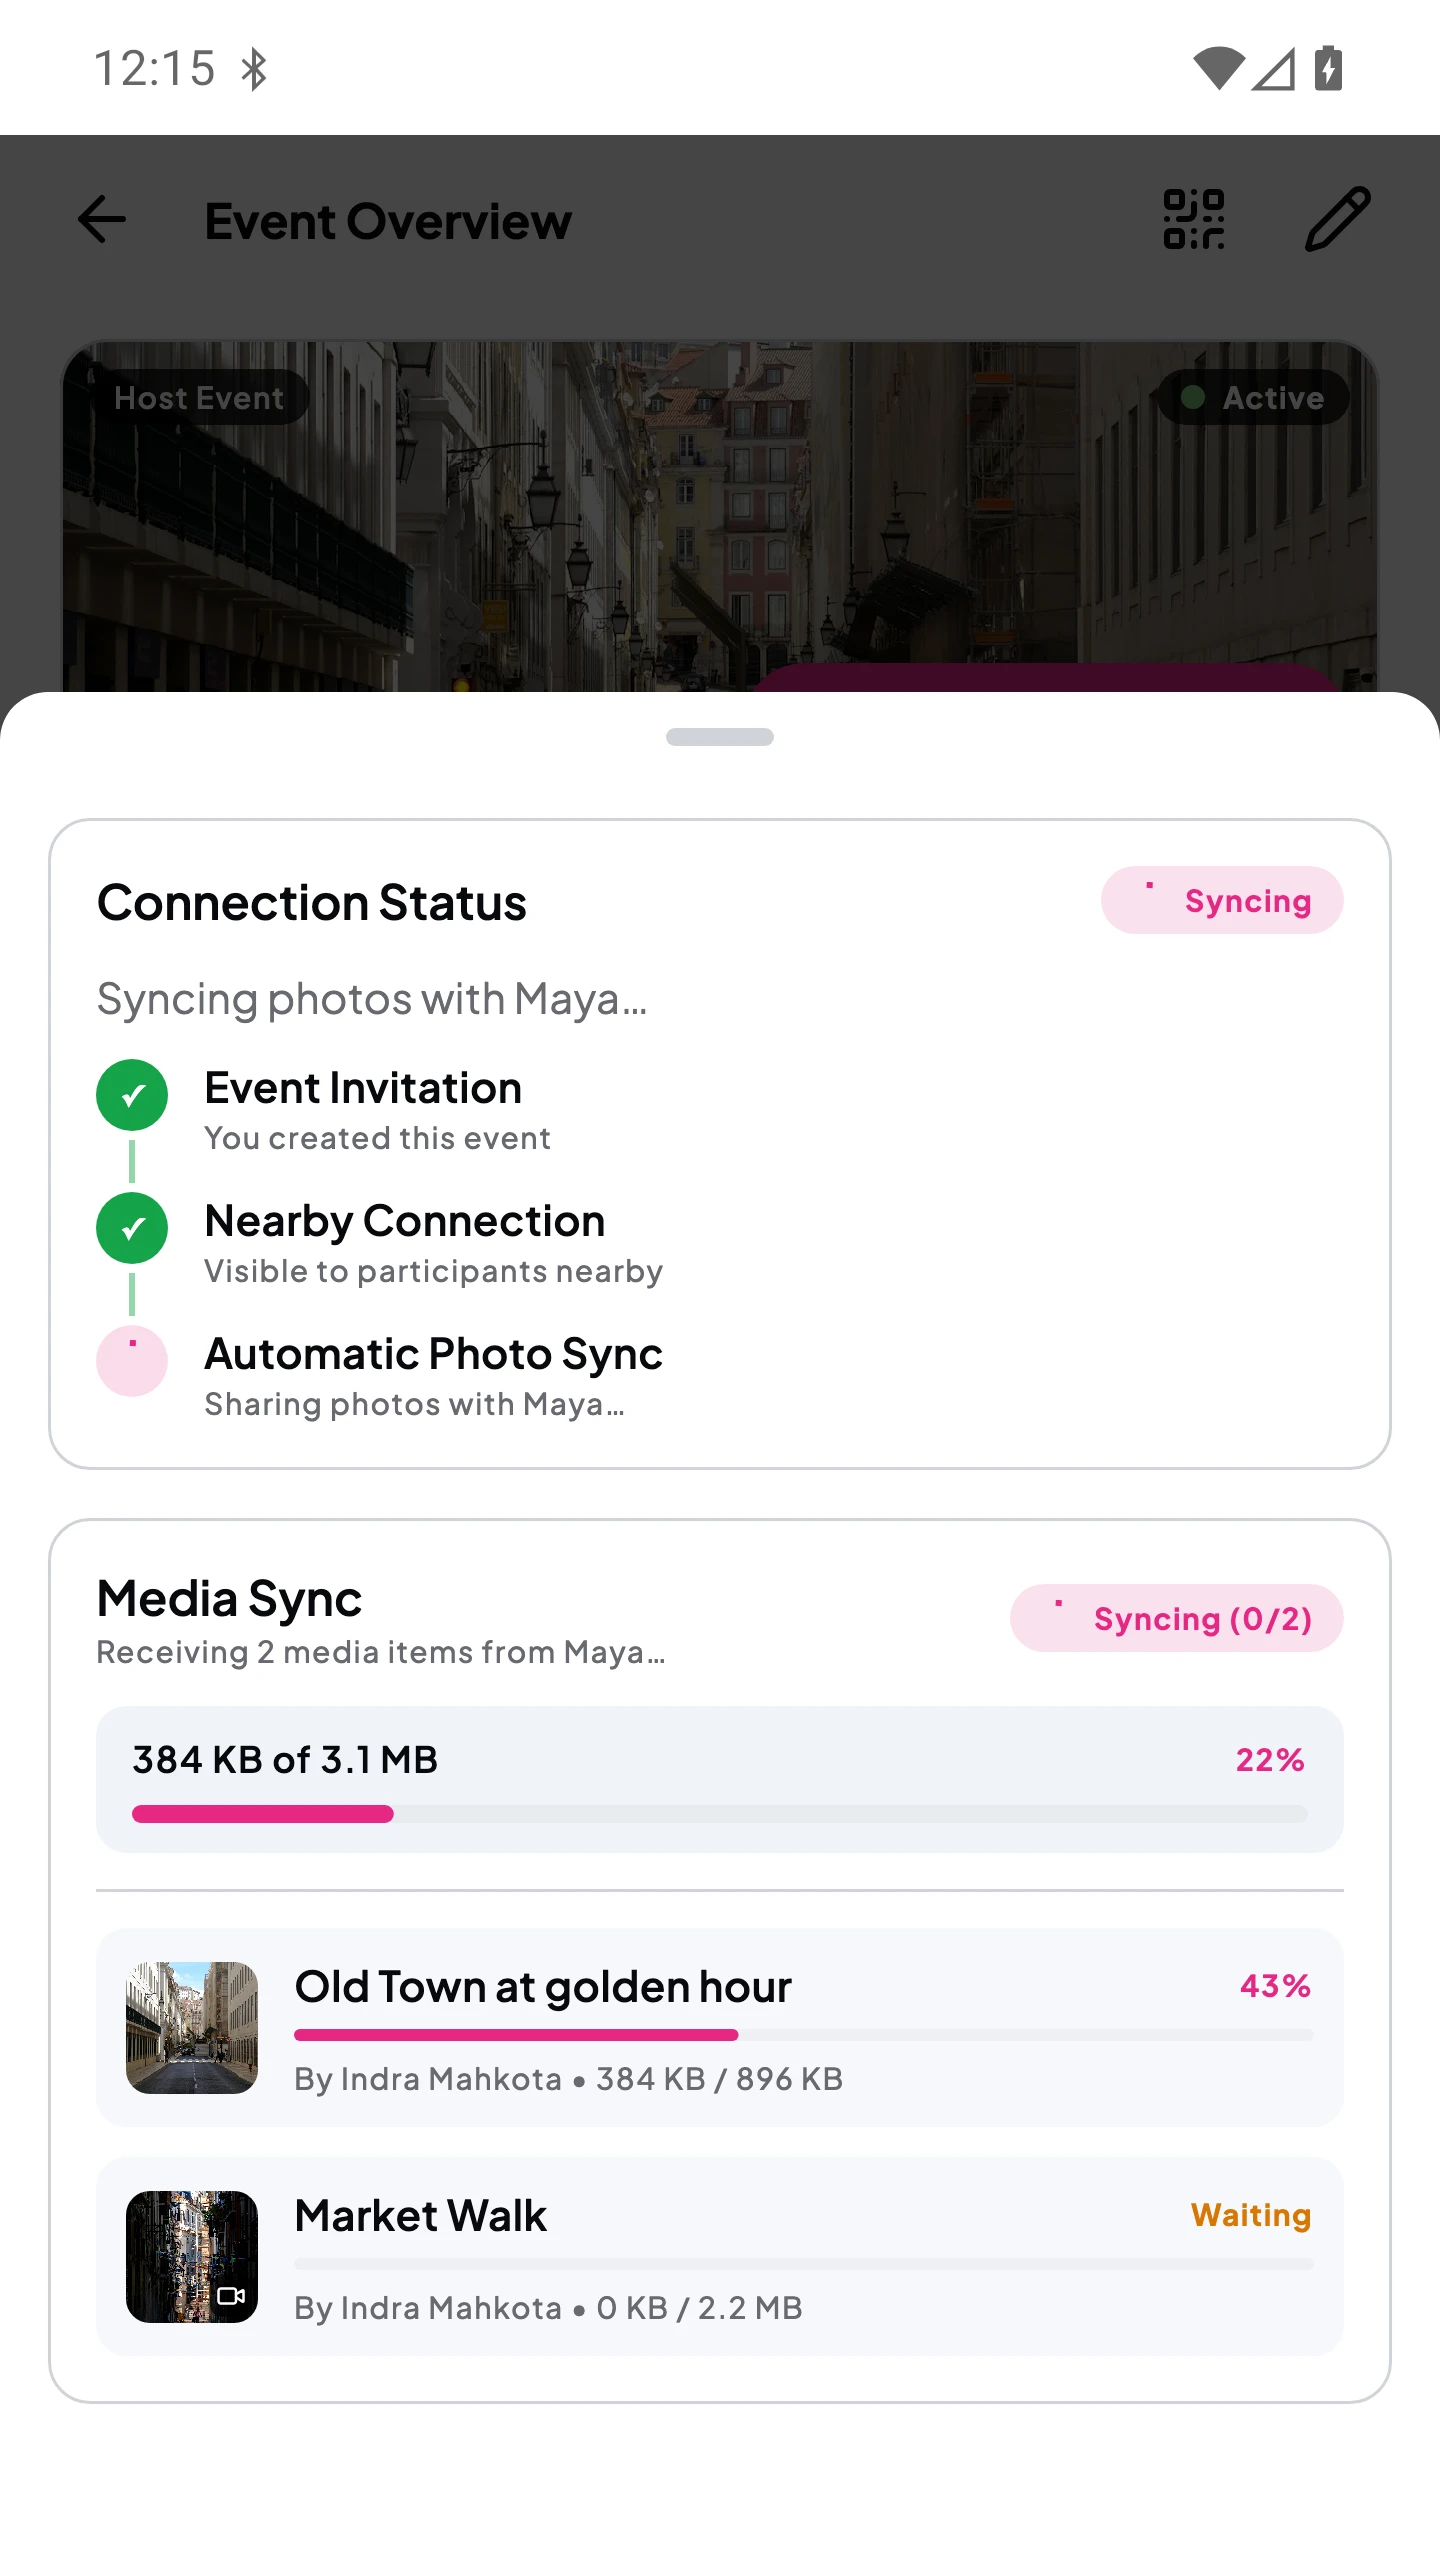 12:15
Event Overview
Host Event
Active
Connection Status
Syncing
Syncing photos with Maya…
Event Invitation
You created this event
Nearby Connection
Visible to participants nearby
Automatic Photo Sync
Sharing photos with Maya…
Media Sync
Syncing (0/2)
Receiving 2 media items from Maya…
384 KB of 3.1 MB
22%
Old Town at golden hour
43%
By Indra Mahkota • 384 KB / 896 KB
Market Walk
Waiting
By Indra Mahkota • 0 KB / 2.2 MB